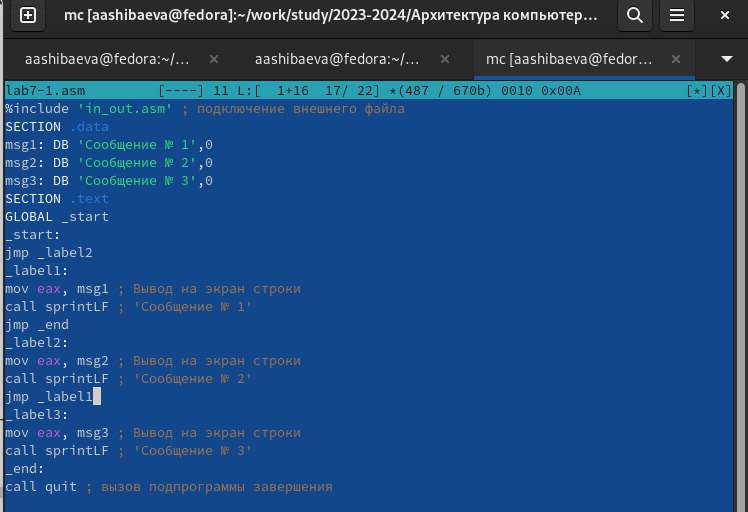 mc [aashibaeva@fedora]:~/work/study/2023-2024/Архитектура компьютер...
aashibaeva@fedora:~/... aashibaeva@fedora:~/... mc [aashibaeva@fedor...
lab7-1.asm [----] 11 L:[ 1+16 17/ 22] *(487 / 670b) 0010 0x00A [*][X]
%include 'in_out.asm' ; подключение внешнего файла
SECTION .data
msg1: DB 'Сообщение № 1',0
msg2: DB 'Сообщение № 2',0
msg3: DB 'Сообщение № 3',0
SECTION .text
GLOBAL _start
_start:
jmp _label2
_label1:
mov eax, msg1 ; Вывод на экран строки
call sprintLF ; 'Сообщение № 1'
jmp _end
_label2:
mov eax, msg2 ; Вывод на экран строки
call sprintLF ; 'Сообщение № 2'
jmp _label1
_label3:
mov eax, msg3 ; Вывод на экран строки
call sprintLF ; 'Сообщение № 3'
_end:
call quit ; вызов подпрограммы завершения